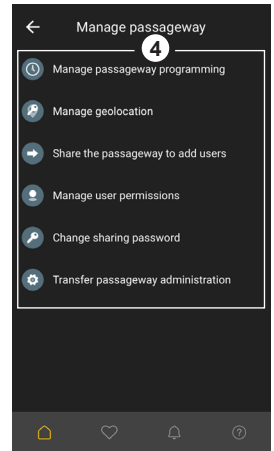 Manage passageway
4
Manage passageway programming
Manage geolocation
Share the passageway to add users
Manage user permissions
Change sharing password
Transfer passageway administration
?